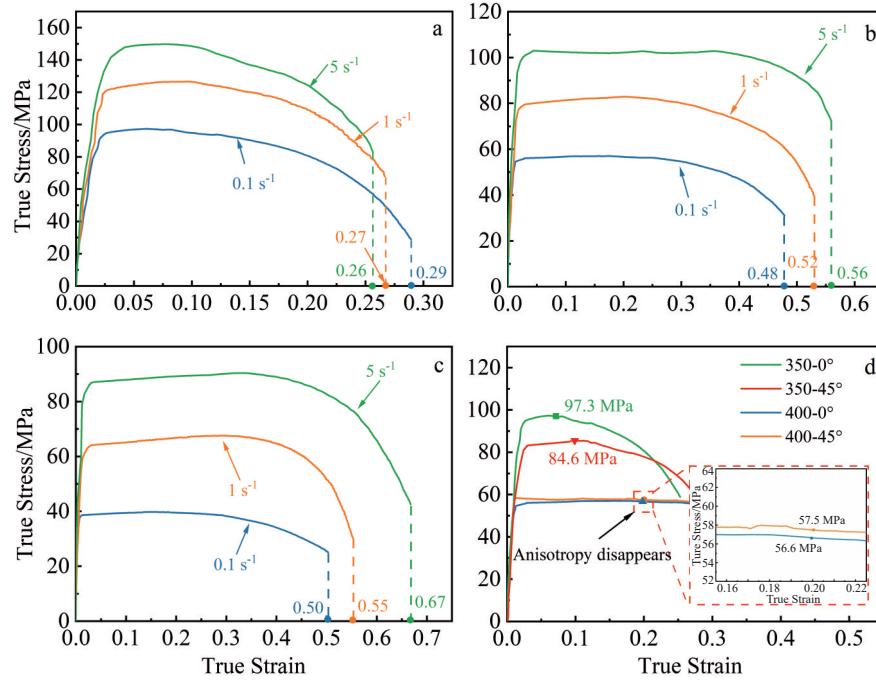 a
True Stress/MPa
160
140
120
100
80
60
40
20
0
5 s⁻¹
1 s⁻¹
0.1 s⁻¹
0.27
0.26
0.29
0.00 0.05 0.10 0.15 0.20 0.25 0.30
b
120
100
80
60
40
20
0
5 s⁻¹
1 s⁻¹
0.1 s⁻¹
0.48
0.52
0.56
0.0 0.1 0.2 0.3 0.4 0.5 0.6
c
True Stress/MPa
100
80
60
40
20
0
5 s⁻¹
1 s⁻¹
0.1 s⁻¹
0.50
0.55
0.67
0.0 0.1 0.2 0.3 0.4 0.5 0.6 0.7
True Strain
d
120
100
80
60
40
20
0
350-0°
350-45°
400-0°
400-45°
97.3 MPa
84.6 MPa
Anisotropy disappears
Ture Stress/MPa
64
62
60
58
56
54
52
57.5 MPa
56.6 MPa
0.16 0.18 0.20 0.22
True Strain
0.0 0.1 0.2 0.3 0.4 0.5
True Strain